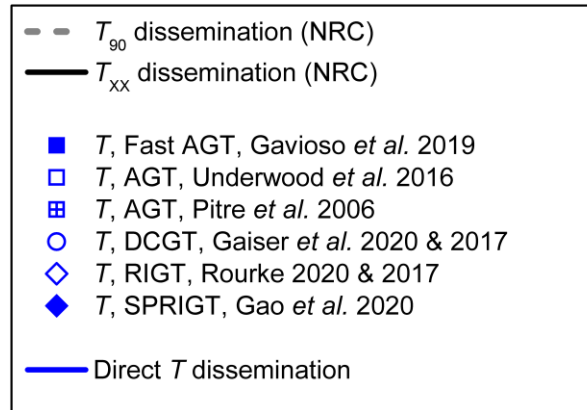 T90 dissemination (NRC)
TXX dissemination (NRC)
T, Fast AGT, Gavioso et al. 2019
T, AGT, Underwood et al. 2016
T, AGT, Pitre et al. 2006
T, DCGT, Gaiser et al. 2020 & 2017
T, RIGT, Rourke 2020 & 2017
T, SPRIGT, Gao et al. 2020
Direct T dissemination